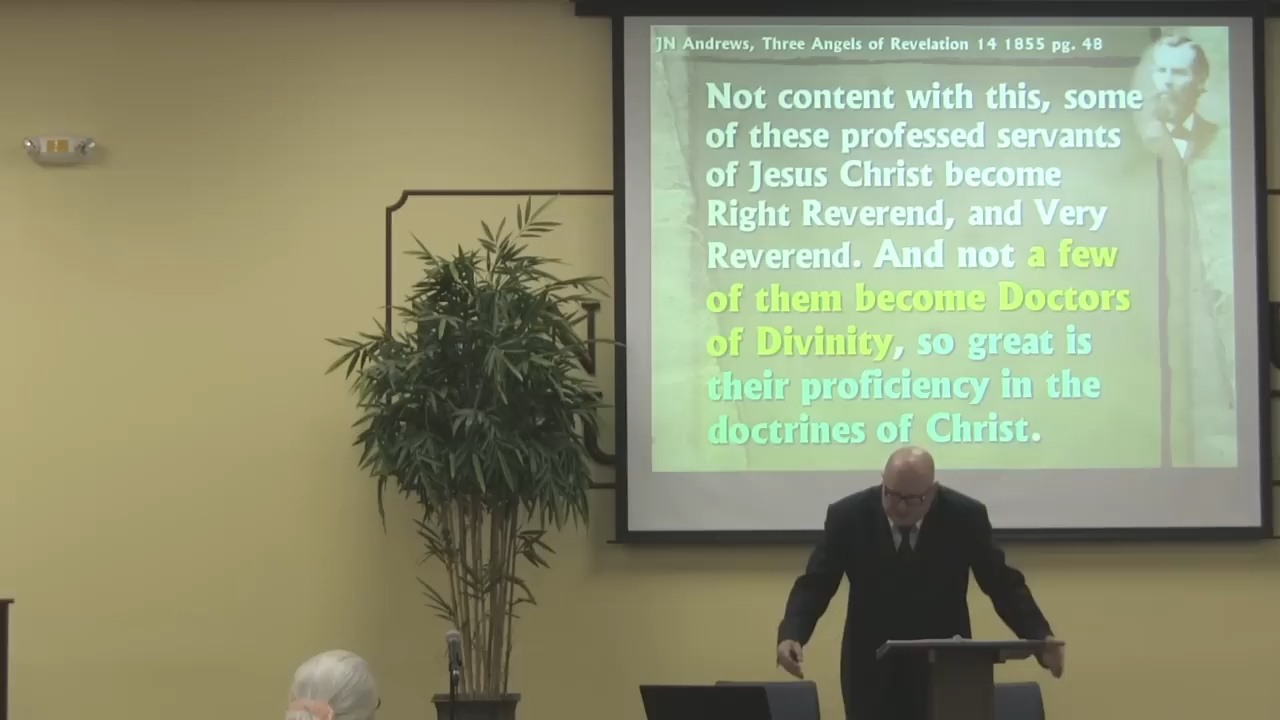 JN Andrews, Three Angels of Revelation 14 1855 pg. 48
Not content with this, some
of these professed servants
of Jesus Christ become
Right Reverend, and Very
Reverend. And not a few
of them become Doctors
of Divinity, so great is
their proficiency in the
doctrines of Christ.